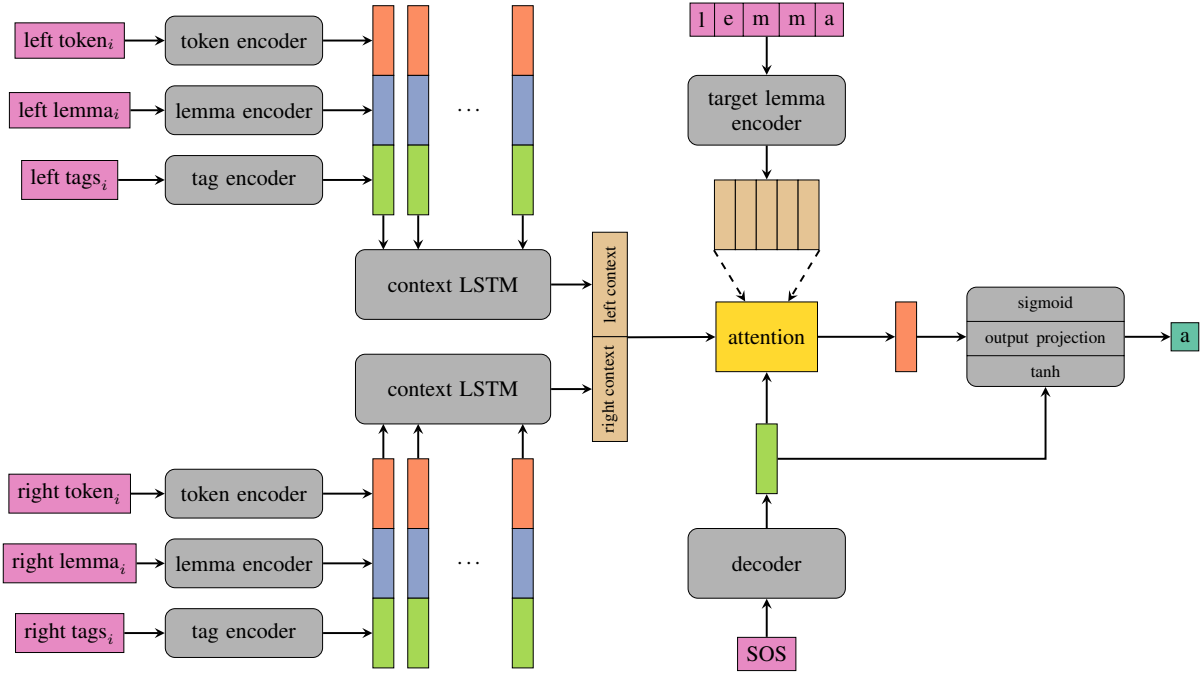 left token_i
token encoder
left lemma_i
lemma encoder
...
left tags_i
tag encoder
context LSTM
left context
right context
context LSTM
right token_i
token encoder
right lemma_i
lemma encoder
...
right tags_i
tag encoder
l e m m a
target lemma
encoder
attention
sigmoid
output projection
tanh
a
decoder
SOS